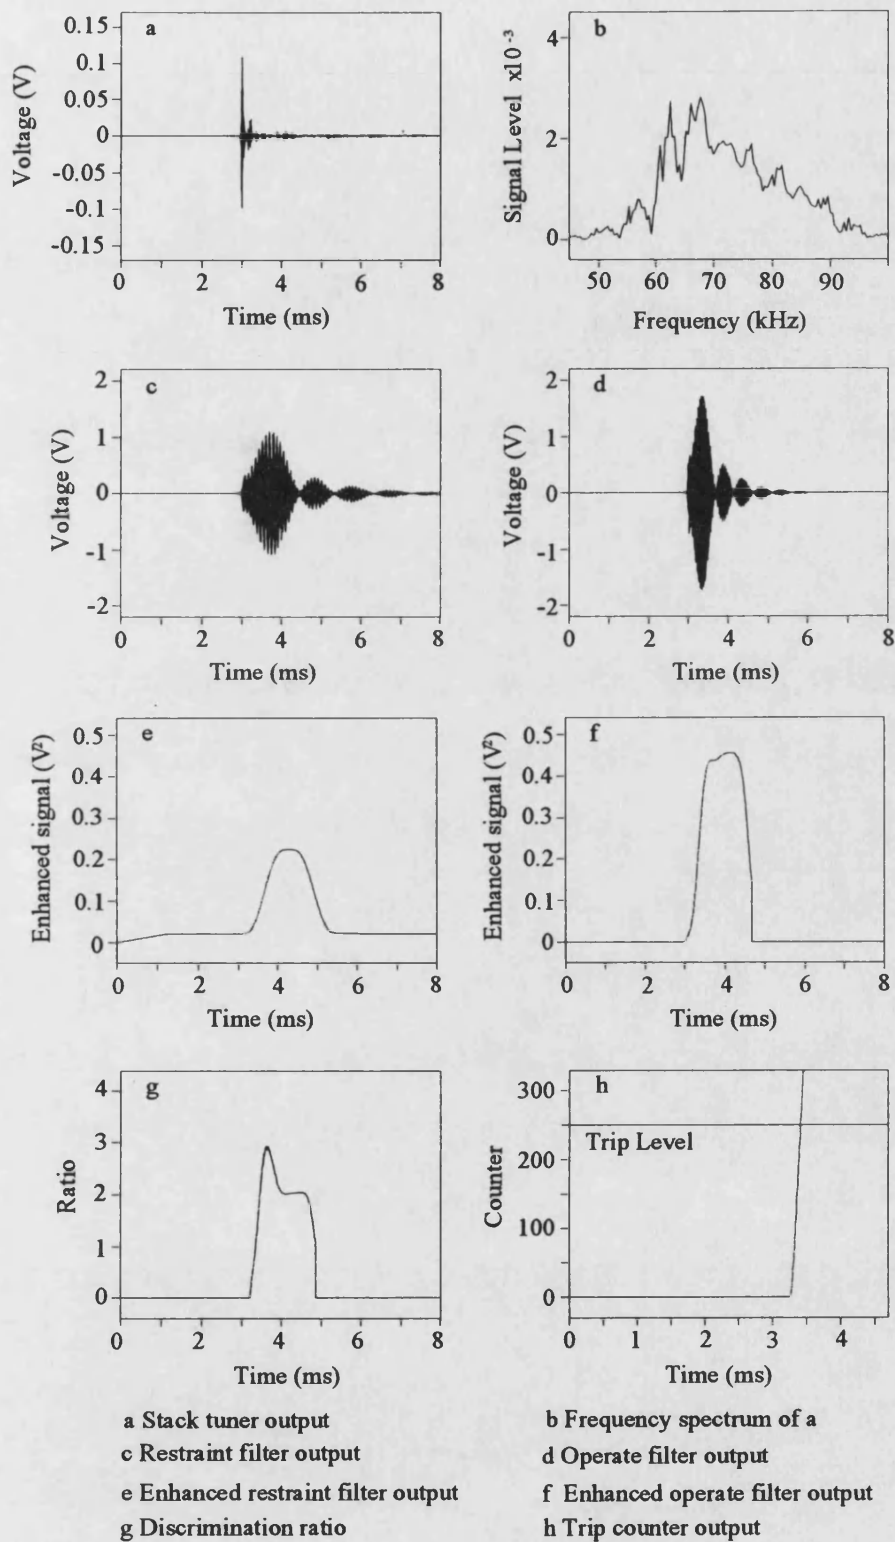 a
0.15
0.1
0.05
0
-0.05
-0.1
-0.15
Voltage (V)
0 2 4 6 8
Time (ms)
b
4
2
0
Signal Level x10⁻³
50 60 70 80 90
Frequency (kHz)
c
2
1
0
-1
-2
Voltage (V)
0 2 4 6 8
Time (ms)
d
2
1
0
-1
-2
Voltage (V)
0 2 4 6 8
Time (ms)
e
0.5
0.4
0.3
0.2
0.1
0
Enhanced signal (V²)
0 2 4 6 8
Time (ms)
f
0.5
0.4
0.3
0.2
0.1
0
Enhanced signal (V²)
0 2 4 6 8
Time (ms)
g
4
3
2
1
0
Ratio
0 2 4 6 8
Time (ms)
h
300
200
100
0
Counter
Trip Level
0 1 2 3 4
Time (ms)
a Stack tuner output
b Frequency spectrum of a
c Restraint filter output
d Operate filter output
e Enhanced restraint filter output
f Enhanced operate filter output
g Discrimination ratio
h Trip counter output